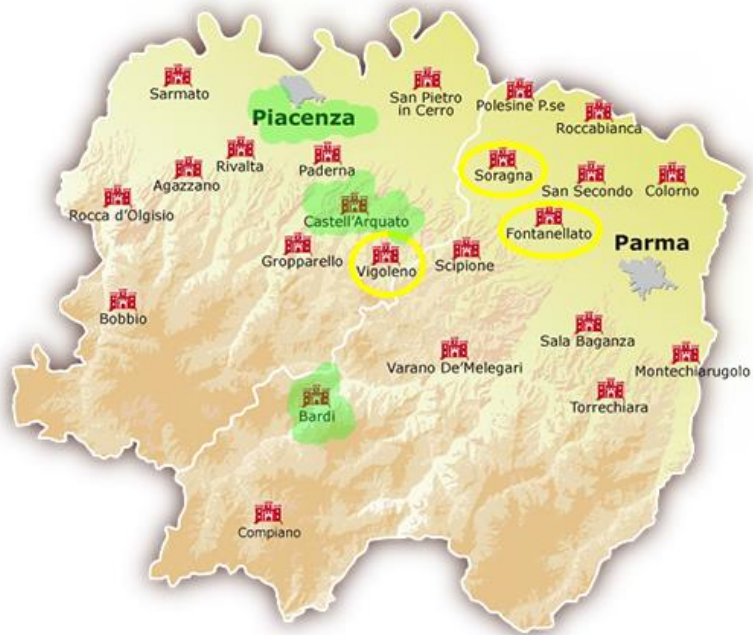 Sarmato
San Pietro
in Cerro
Polesine P.se
Roccabianca
Piacenza
Rivalta
Paderna
Agazzano
Soragna
San Secondo
Colorno
Rocca d'Olgisio
Castell'Arquato
Fontanellato
Gropparello
Vigoleno
Scipione
Parma
Bobbio
Sala Baganza
Varano De'Melegari
Montechiarugolo
Bardi
Torrechiara
Compiano